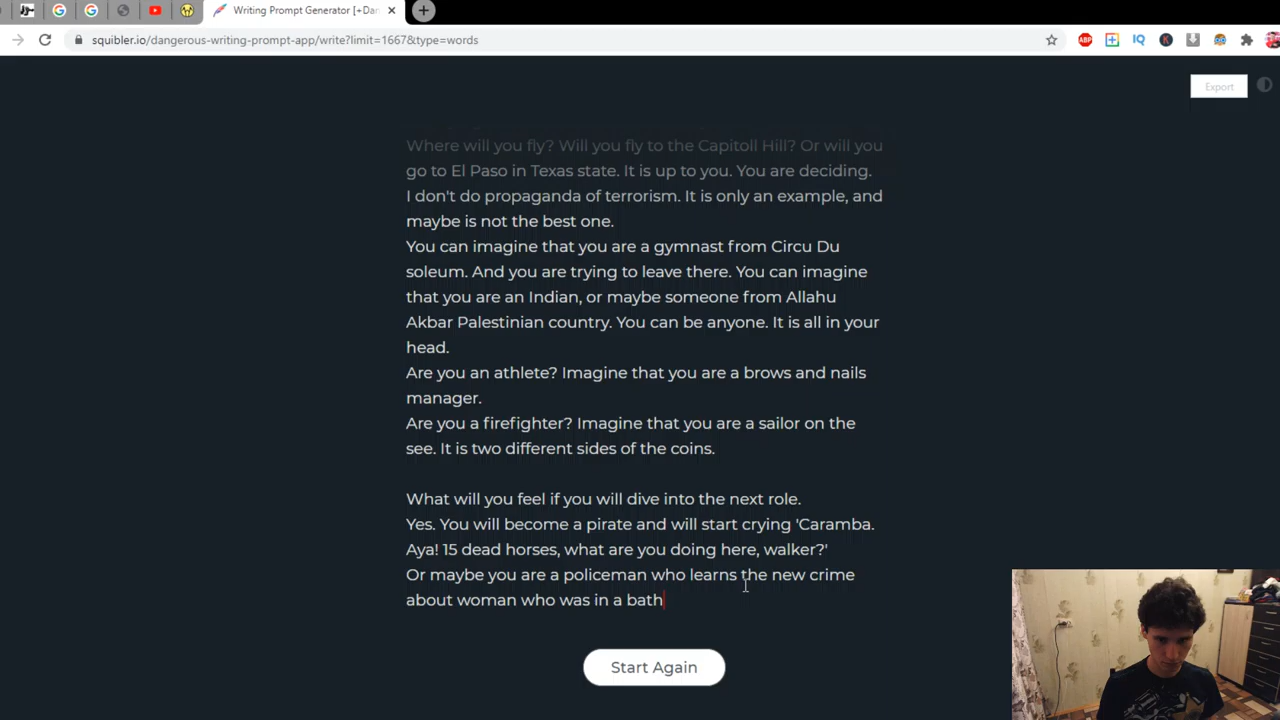 Writing Prompt Generator [+Dan
squibler.io/dangerous-writing-prompt-app/write?limit=1667&type=words
ABP
IQ
K
Export
Where will you fly? Will you fly to the Capitoll Hill? Or will you
go to El Paso in Texas state. It is up to you. You are deciding.
I don't do propaganda of terrorism. It is only an example, and
maybe is not the best one.
You can imagine that you are a gymnast from Circu Du
soleum. And you are trying to leave there. You can imagine
that you are an Indian, or maybe someone from Allahu
Akbar Palestinian country. You can be anyone. It is all in your
head.
Are you an athlete? Imagine that you are a brows and nails
manager.
Are you a firefighter? Imagine that you are a sailor on the
see. It is two different sides of the coins.
What will you feel if you will dive into the next role.
Yes. You will become a pirate and will start crying 'Caramba.
Aya! 15 dead horses, what are you doing here, walker?'
Or maybe you are a policeman who learns the new crime
about woman who was in a bath
Start Again